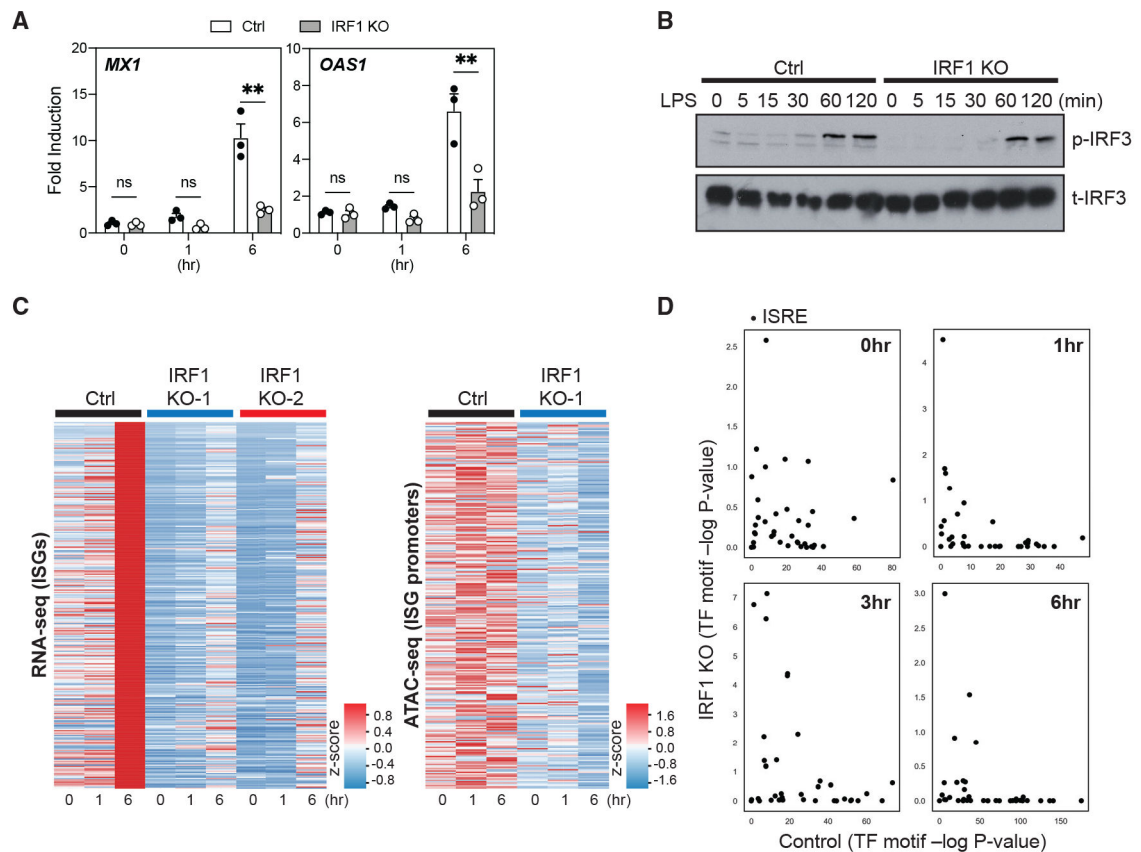 A
Ctrl
IRF1 KO
Fold Induction
20
15
10
5
0
MX1
ns
ns
**
0
1
6
(hr)
10
8
6
4
2
0
OAS1
ns
ns
**
0
1
6
(hr)
B
Ctrl
IRF1 KO
LPS 0 5 15 30 60 120 0 5 15 30 60 120 (min)
p-IRF3
t-IRF3
C
Ctrl
IRF1
KO-1
IRF1
KO-2
RNA-seq (ISGs)
0 1 6 0 1 6 0 1 6 (hr)
z-score
0.8
0.4
0.0
-0.4
-0.8
Ctrl
IRF1
KO-1
ATAC-seq (ISG promoters)
0 1 6 0 1 6 (hr)
z-score
1.6
0.0
-1.6
D
• ISRE
IRF1 KO (TF motif –log P-value)
0hr
2.5
2.0
1.5
1.0
0.5
0.0
0 20 40 60 80
1hr
4
3
2
1
0
0 10 20 30 40
3hr
7
6
5
4
3
2
1
0
0 20 40 60
6hr
3.0
2.5
2.0
1.5
1.0
0.5
0.0
0 50 100 150
Control (TF motif –log P-value)